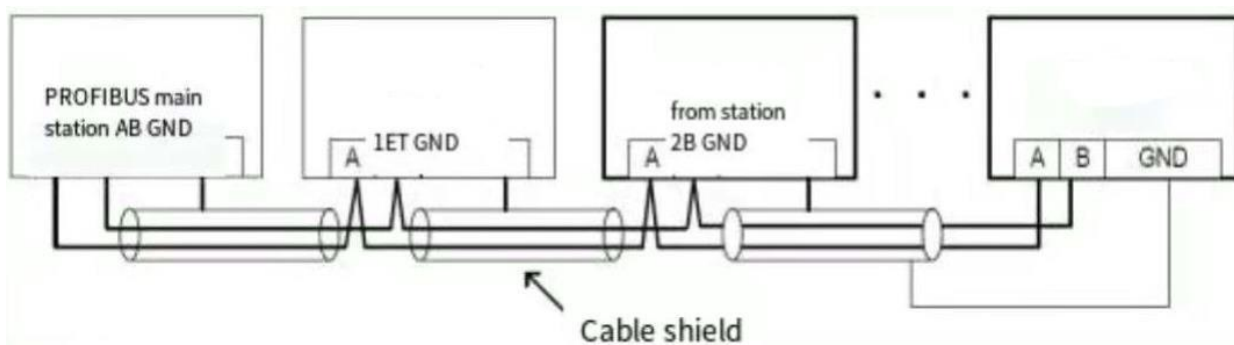 PROFIBUS main
station AB GND
A 1ET GND
from station
A 2B GND
. . .
A B GND
Cable shield